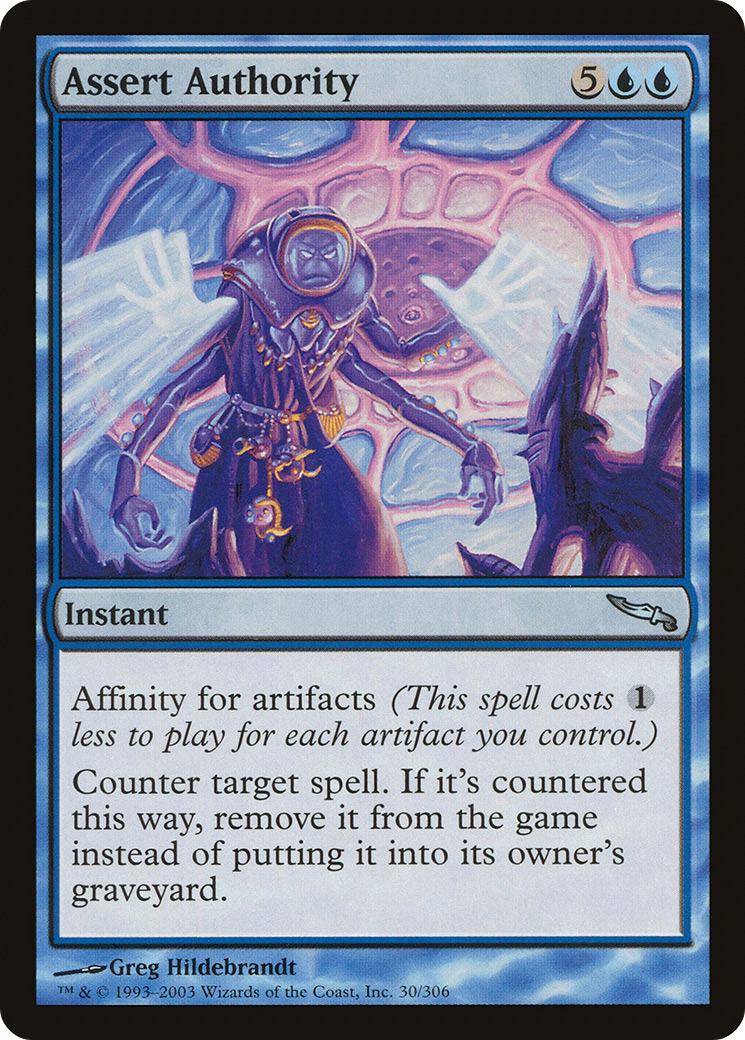 Assert Authority 5
Instant
Affinity for artifacts (This spell costs 1
less to play for each artifact you control.)
Counter target spell. If it's countered
this way, remove it from the game
instead of putting it into its owner's
graveyard.
Greg Hildebrandt
™ & © 1993–2003 Wizards of the Coast, Inc. 30/306